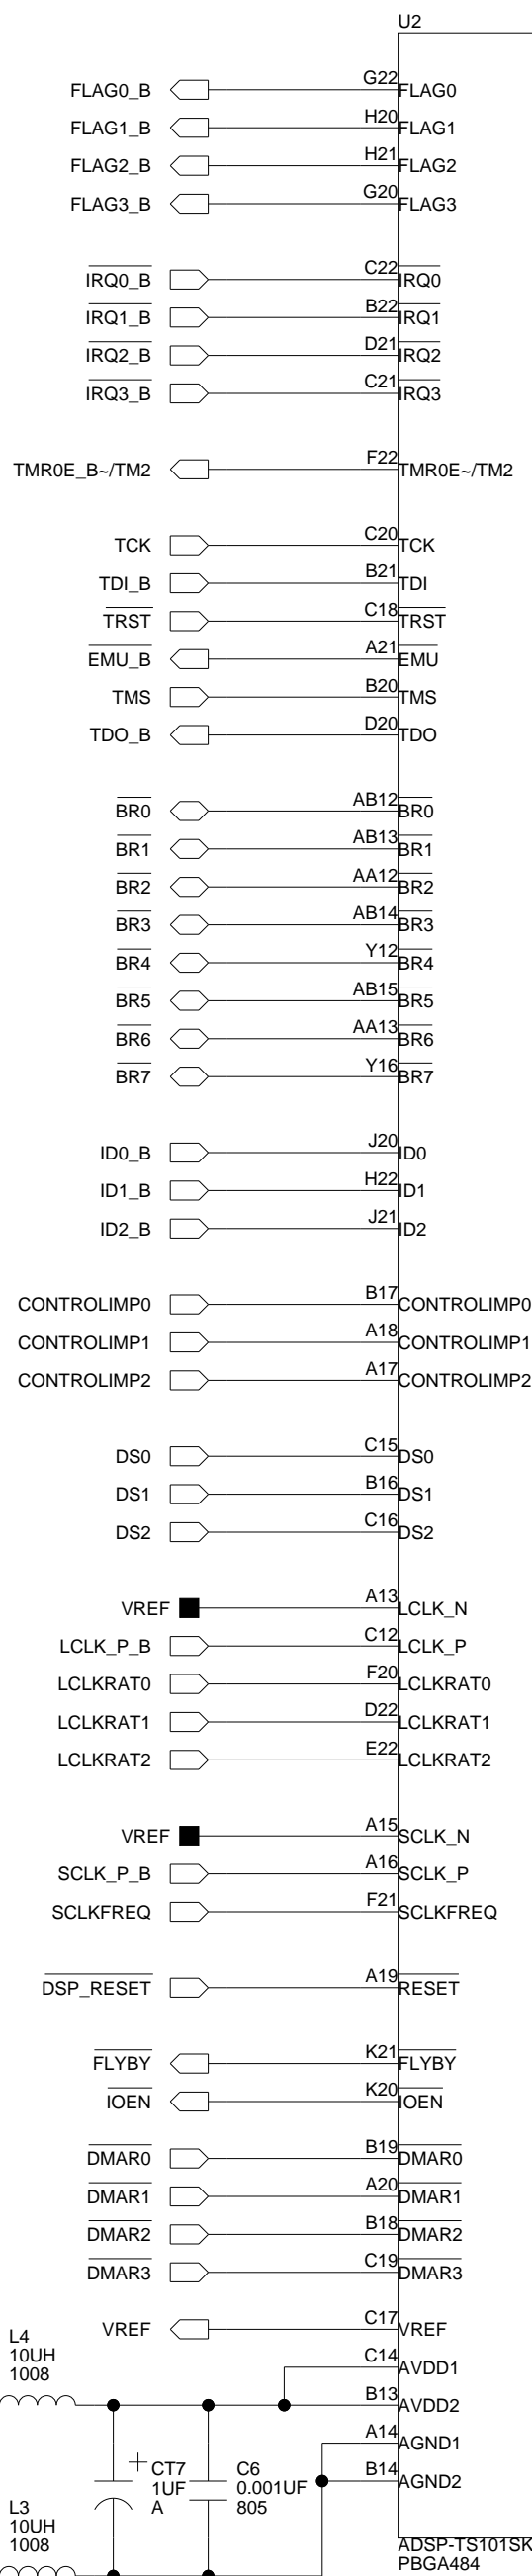 U2
FLAG0_B G22 FLAG0
FLAG1_B H20 FLAG1
FLAG2_B H21 FLAG2
FLAG3_B G20 FLAG3
IRQ0_B C22 IRQ0
IRQ1_B B22 IRQ1
IRQ2_B D21 IRQ2
IRQ3_B C21 IRQ3
TMR0E_B~/TM2 F22 TMR0E~/TM2
TCK C20 TCK
TDI_B B21 TDI
TRST C18 TRST
EMU_B A21 EMU
TMS B20 TMS
TDO_B D20 TDO
BR0 AB12 BR0
BR1 AB13 BR1
BR2 AA12 BR2
BR3 AB14 BR3
BR4 Y12 BR4
BR5 AB15 BR5
BR6 AA13 BR6
BR7 Y16 BR7
ID0_B J20 ID0
ID1_B H22 ID1
ID2_B J21 ID2
CONTROLIMP0 B17 CONTROLIMP0
CONTROLIMP1 A18 CONTROLIMP1
CONTROLIMP2 A17 CONTROLIMP2
DS0 C15 DS0
DS1 B16 DS1
DS2 C16 DS2
VREF A13 LCLK_N
LCLK_P_B C12 LCLK_P
LCLKRAT0 F20 LCLKRAT0
LCLKRAT1 D22 LCLKRAT1
LCLKRAT2 E22 LCLKRAT2
VREF A15 SCLK_N
SCLK_P_B A16 SCLK_P
SCLKFREQ F21 SCLKFREQ
DSP_RESET A19 RESET
FLYBY K21 FLYBY
IOEN K20 IOEN
DMAR0 B19 DMAR0
DMAR1 A20 DMAR1
DMAR2 B18 DMAR2
DMAR3 C19 DMAR3
VREF C17 VREF
L4
10UH
1008
C14 AVDD1
B13 AVDD2
A14 AGND1
B14 AGND2
CT7
1UF
A
C6
0.001UF
805
L3
10UH
1008
ADSP-TS101SK
PBGA484